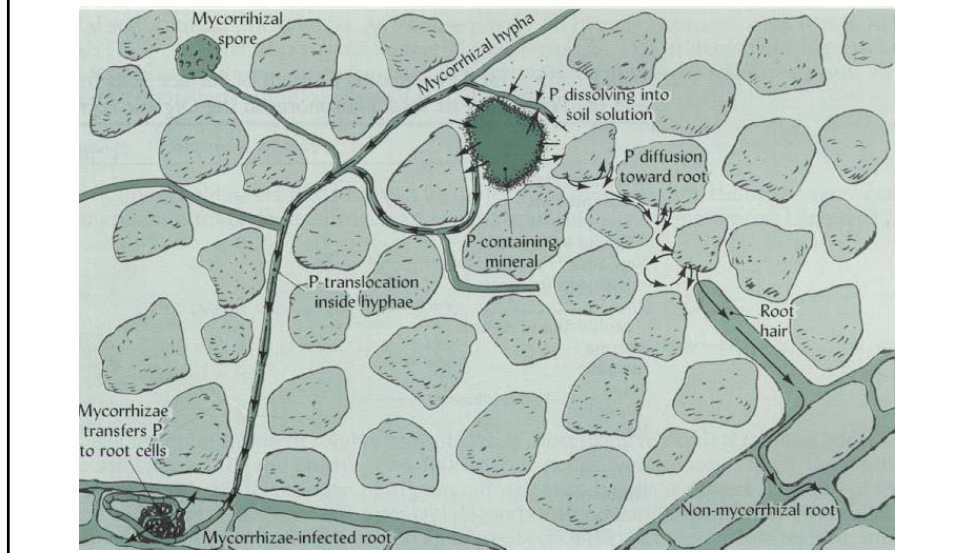 Mycorrihizal
spore
Mycorrhizal hypha
P dissolving into
soil solution
P diffusion
toward root
P-containing
mineral
P-translocation
inside hyphae
Root
hair
Mycorrhizae
transfers P
to root cells
Non-mycorrhizal root
Mycorrhizae-infected root